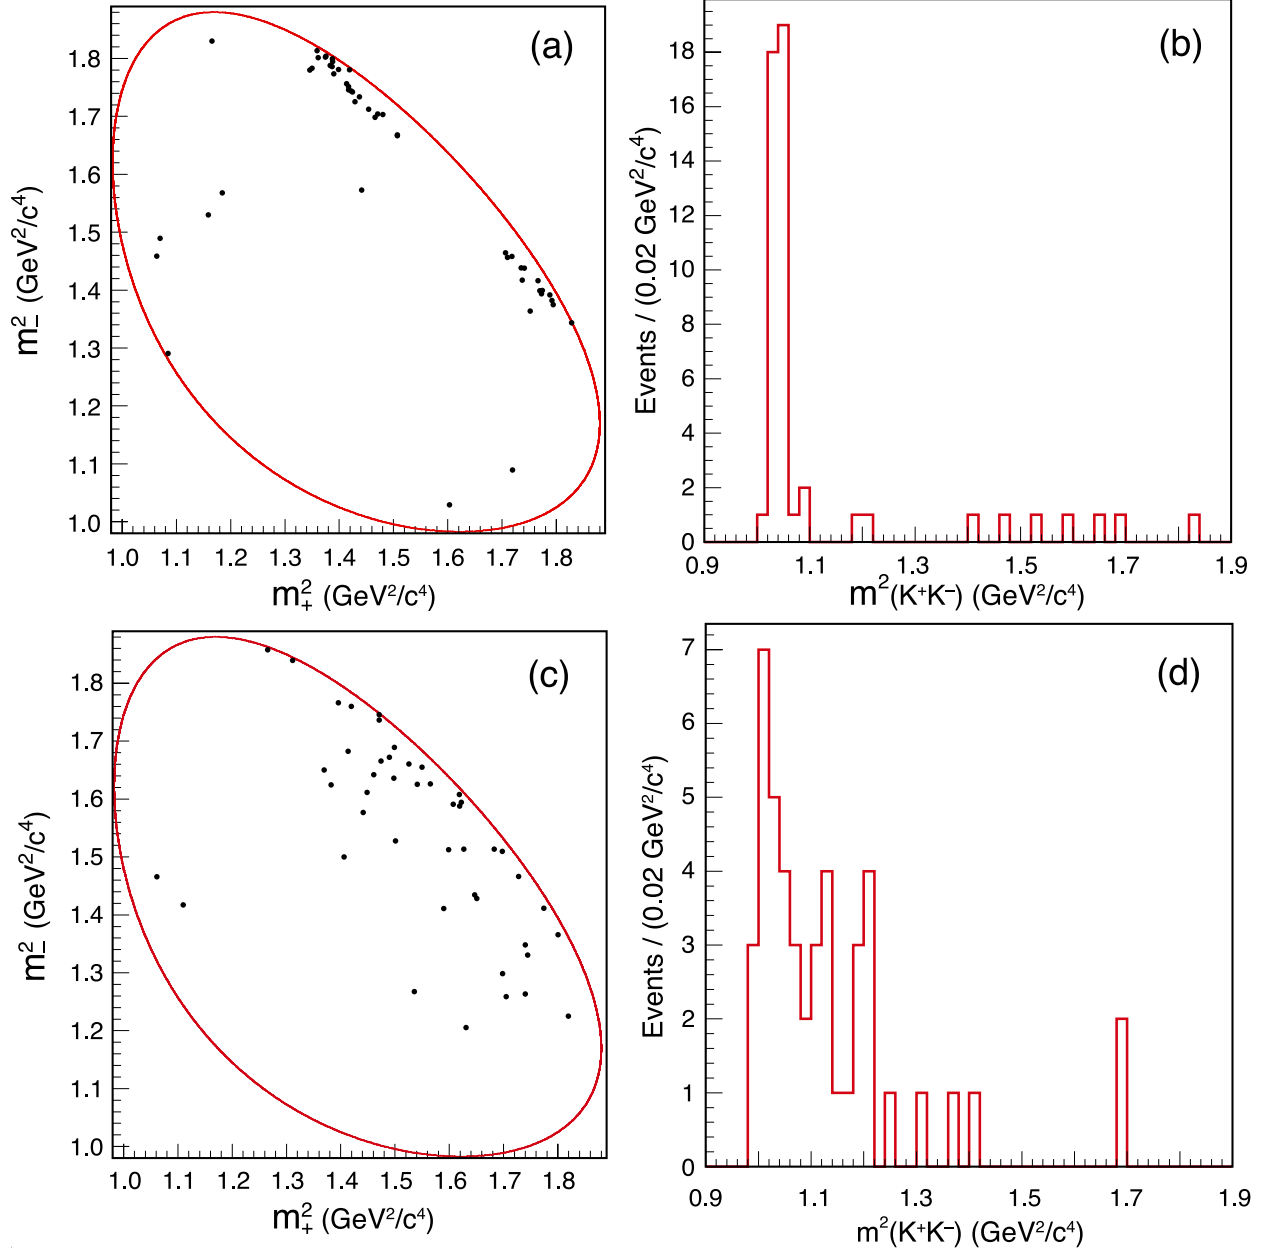 (a)
m²₋ (GeV²/c⁴)
1.8
1.7
1.6
1.5
1.4
1.3
1.2
1.1
1.0
1.0 1.1 1.2 1.3 1.4 1.5 1.6 1.7 1.8
m²₊ (GeV²/c⁴)
(b)
Events / (0.02 GeV²/c⁴)
18
16
14
12
10
8
6
4
2
0
0.9 1.1 1.3 1.5 1.7 1.9
m²(K⁺K⁻) (GeV²/c⁴)
(c)
m²₋ (GeV²/c⁴)
1.8
1.7
1.6
1.5
1.4
1.3
1.2
1.1
1.0
1.0 1.1 1.2 1.3 1.4 1.5 1.6 1.7 1.8
m²₊ (GeV²/c⁴)
(d)
Events / (0.02 GeV²/c⁴)
7
6
5
4
3
2
1
0
0.9 1.1 1.3 1.5 1.7 1.9
m²(K⁺K⁻) (GeV²/c⁴)